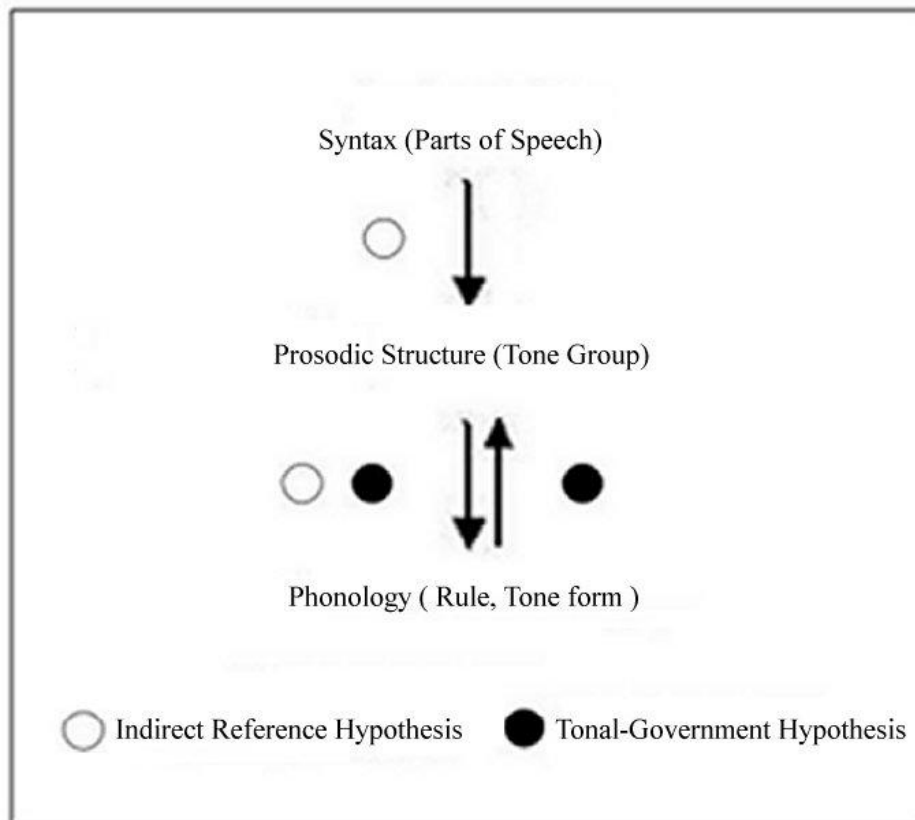 Syntax (Parts of Speech)
Prosodic Structure (Tone Group)
Phonology ( Rule, Tone form )
Indirect Reference Hypothesis
Tonal-Government Hypothesis